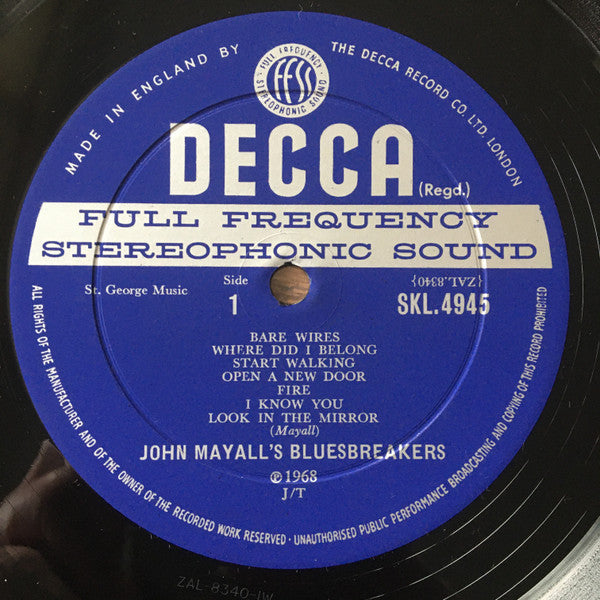 MADE IN ENGLAND BY
THE DECCA RECORD CO. LTD. LONDON
FULL FREQUENCY
FFSS
STEREOPHONIC SOUND
DECCA
(Regd.)
FULL FREQUENCY
STEREOPHONIC SOUND
St. George Music
Side
1
{ZAL.8340}
SKL.4945
BARE WIRES
WHERE DID I BELONG
START WALKING
OPEN A NEW DOOR
FIRE
I KNOW YOU
LOOK IN THE MIRROR
(Mayall)
JOHN MAYALL'S BLUESBREAKERS
℗1968
J/T
ALL RIGHTS OF THE MANUFACTURER AND OF THE OWNER OF THE RECORDED WORK RESERVED · UNAUTHORISED PUBLIC PERFORMANCE BROADCASTING AND COPYING OF THIS RECORD PROHIBITED
ZAL-8340-1W